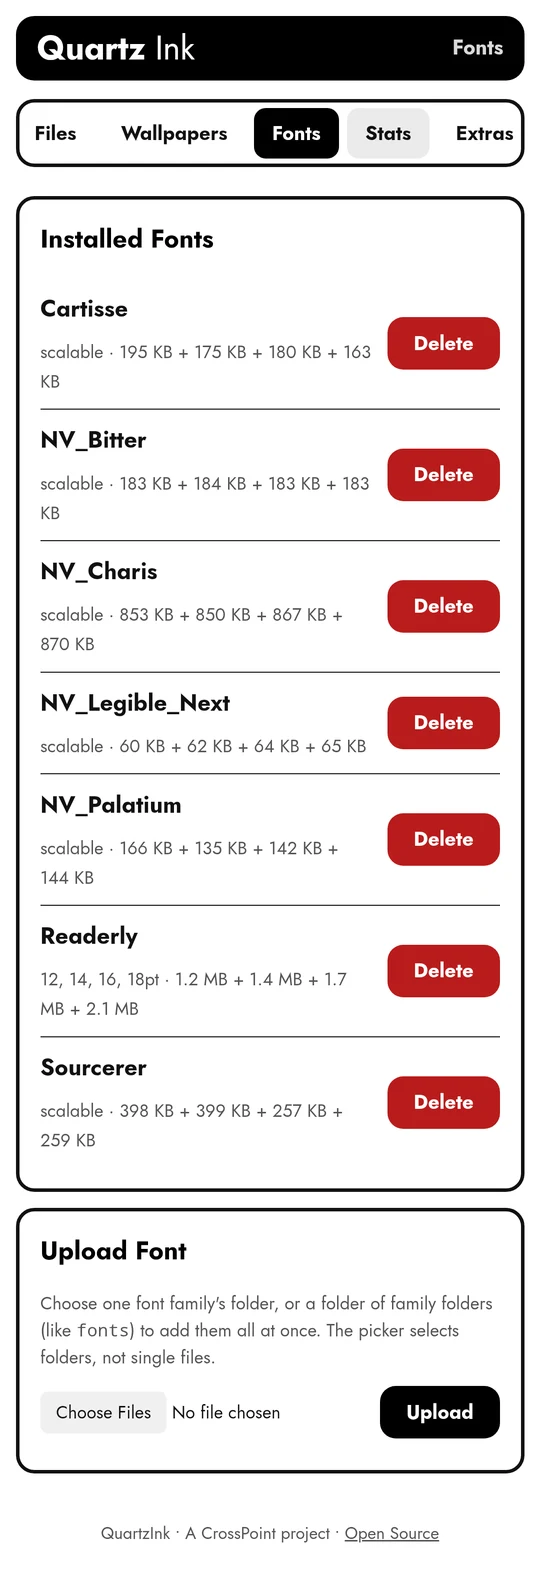 Quartz Ink
Fonts
Files Wallpapers Fonts Stats Extras
Installed Fonts
Cartisse
scalable · 195 KB + 175 KB + 180 KB + 163
KB
Delete
NV_Bitter
scalable · 183 KB + 184 KB + 183 KB + 183
KB
Delete
NV_Charis
scalable · 853 KB + 850 KB + 867 KB +
870 KB
Delete
NV_Legible_Next
scalable · 60 KB + 62 KB + 64 KB + 65 KB
Delete
NV_Palatium
scalable · 166 KB + 135 KB + 142 KB +
144 KB
Delete
Readerly
12, 14, 16, 18pt · 1.2 MB + 1.4 MB + 1.7
MB + 2.1 MB
Delete
Sourcerer
scalable · 398 KB + 399 KB + 257 KB +
259 KB
Delete
Upload Font
Choose one font family's folder, or a folder of family folders
(like fonts) to add them all at once. The picker selects
folders, not single files.
Choose Files No file chosen
Upload
QuartzInk · A CrossPoint project · Open Source